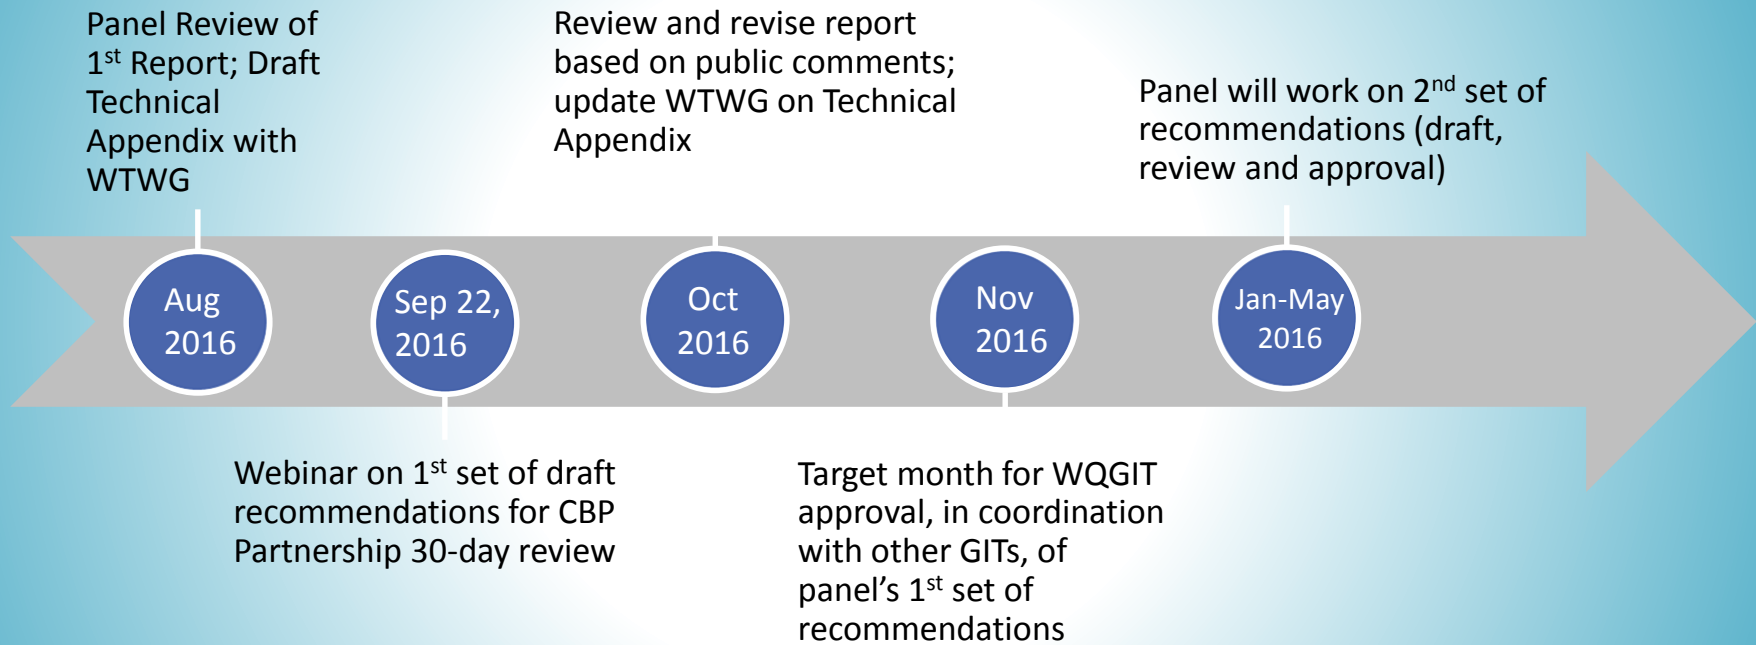 Panel Review of
1st Report; Draft
Technical
Appendix with
WTWG
Review and revise report
based on public comments;
update WTWG on Technical
Appendix
Panel will work on 2nd set of
recommendations (draft,
review and approval)
Aug
2016
Sep 22,
2016
Oct
2016
Nov
2016
Jan-May
2016
Webinar on 1st set of draft
recommendations for CBP
Partnership 30-day review
Target month for WQGIT
approval, in coordination
with other GITs, of
panel’s 1st set of
recommendations